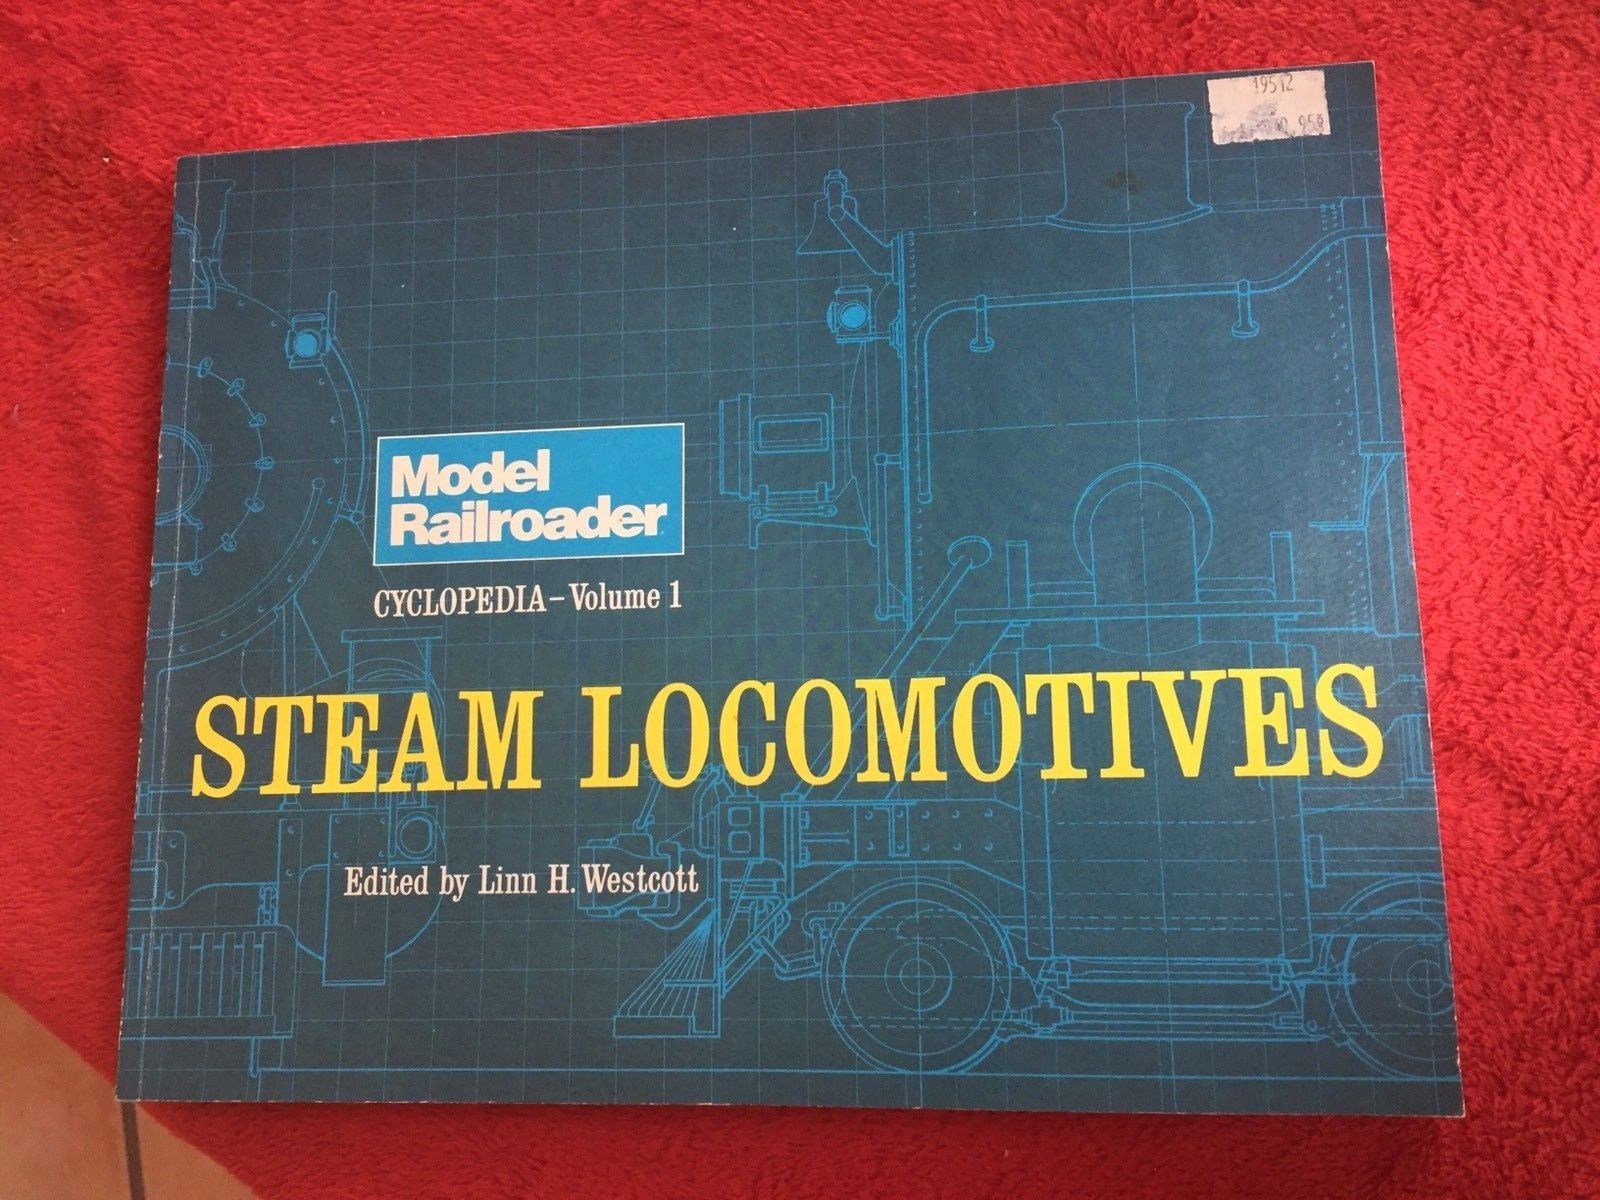 19512
Model
Railroader
CYCLOPEDIA – Volume 1
STEAM LOCOMOTIVES
Edited by Linn H. Westcott